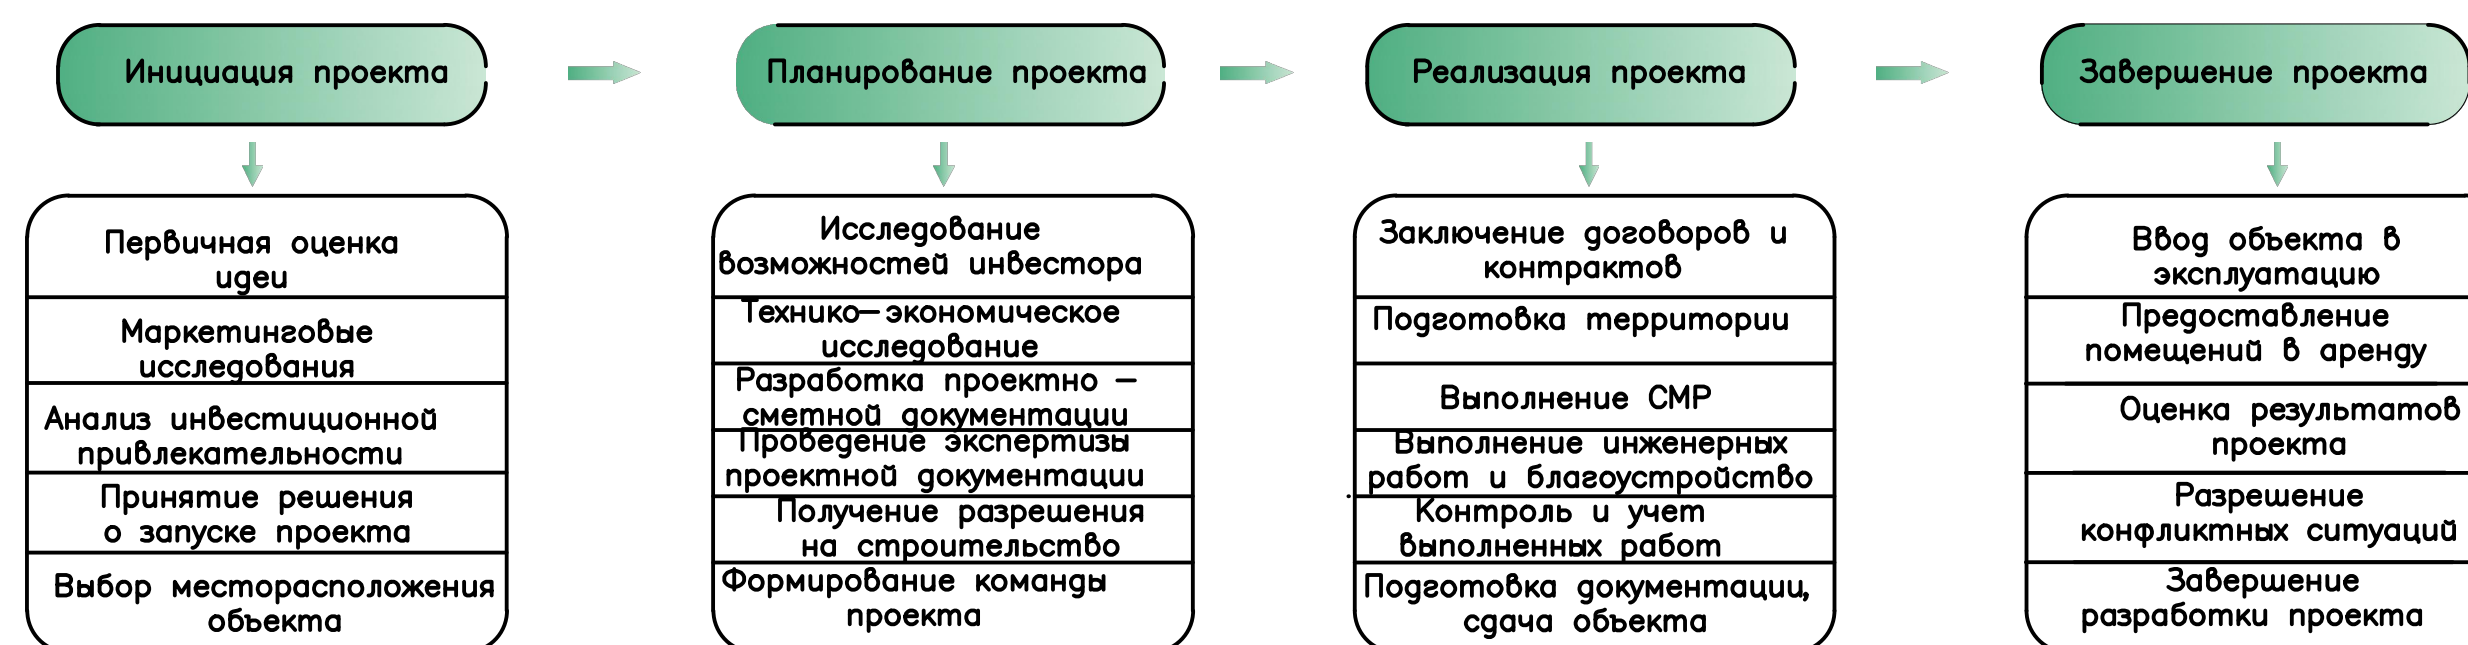 Инициация проекта
Планирование проекта
Реализация проекта
Завершение проекта
Первичная оценка
идеи
Маркетинговые
исследования
Анализ инвестиционной
привлекательности
Принятие решения
о запуске проекта
Выбор месторасположения
объекта
Исследование
возможностей инвестора
Технико–экономическое
исследование
Разработка проектно –
сметной документации
Проведение экспертизы
проектной документации
Получение разрешения
на строительство
Формирование команды
проекта
Заключение договоров и
контрактов
Подготовка территории
Выполнение СМР
Выполнение инженерных
работ и благоустройство
Контроль и учет
выполненных работ
Подготовка документации,
сдача объекта
Ввод объекта в
эксплуатацию
Предоставление
помещений в аренду
Оценка результатов
проекта
Разрешение
конфликтных ситуаций
Завершение
разработки проекта